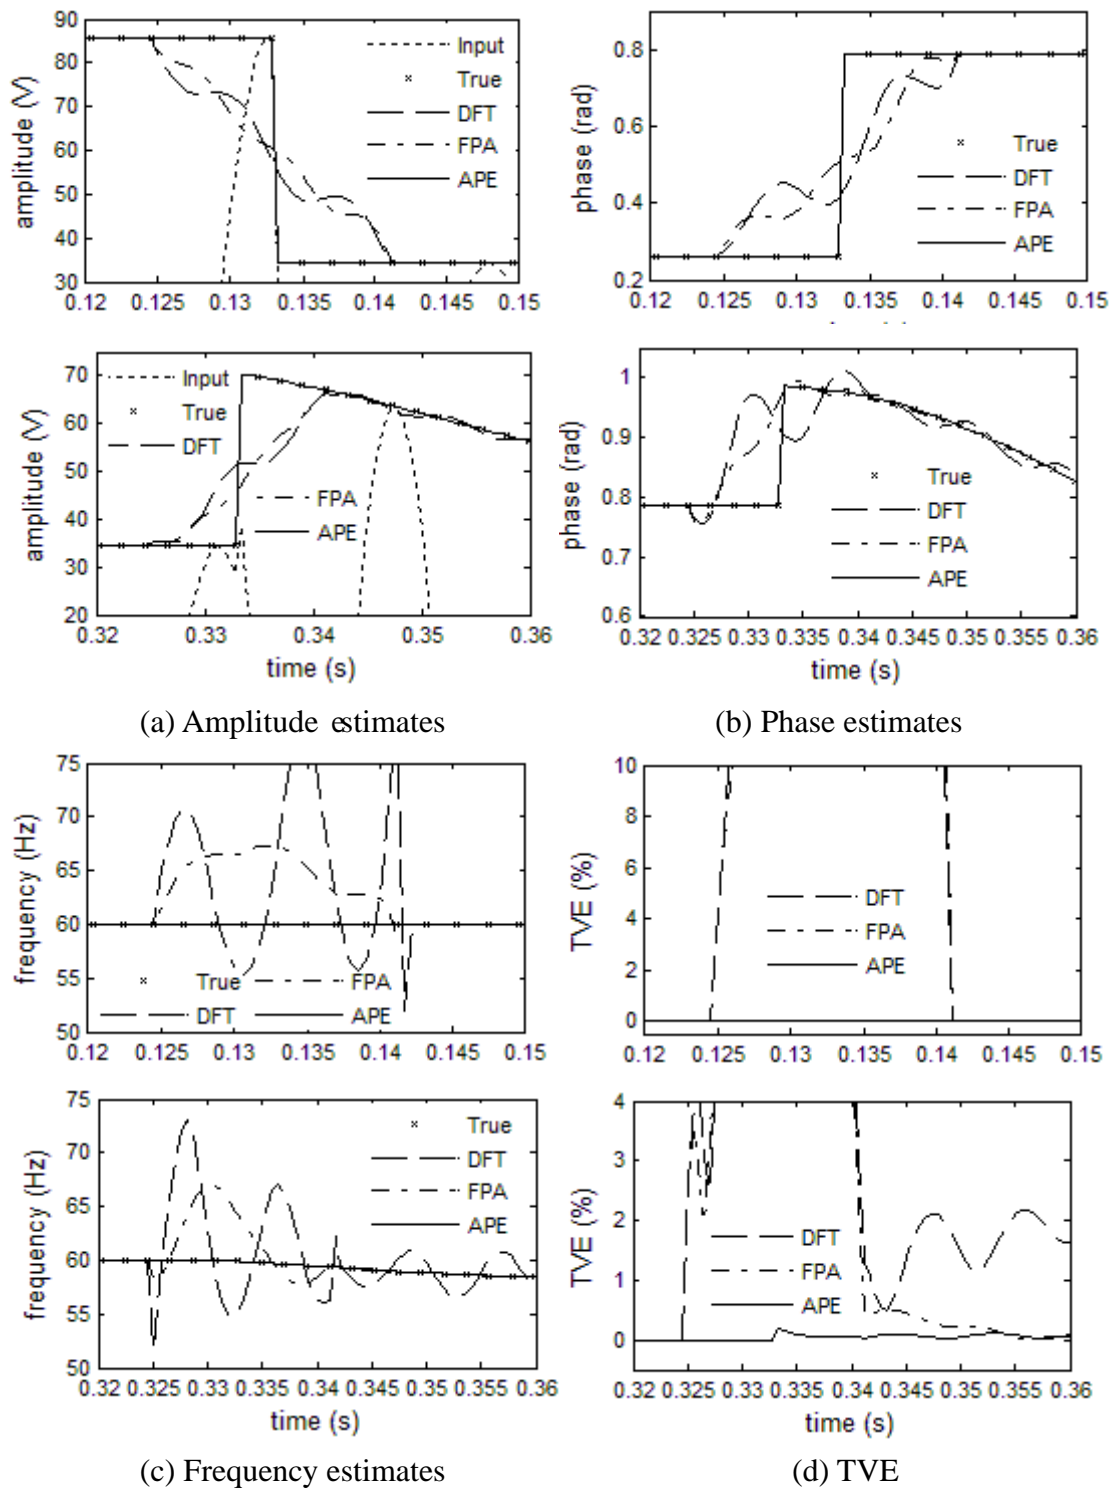 90
80
70
60
50
40
30
amplitude (V)
Input
True
DFT
FPA
APE
0.12 0.125 0.13 0.135 0.14 0.145 0.15
0.8
0.6
0.4
0.2
phase (rad)
True
DFT
FPA
APE
0.12 0.125 0.13 0.135 0.14 0.145 0.15
70
60
50
40
30
20
amplitude (V)
Input
True
DFT
FPA
APE
0.32 0.33 0.34 0.35 0.36
time (s)
1
0.9
0.8
0.7
0.6
phase (rad)
True
DFT
FPA
APE
0.32 0.325 0.33 0.335 0.34 0.345 0.35 0.355 0.36
time (s)
(a) Amplitude estimates
(b) Phase estimates
75
70
65
60
55
50
frequency (Hz)
True FPA
DFT APE
0.12 0.125 0.13 0.135 0.14 0.145 0.15
10
8
6
4
2
0
TVE (%)
DFT
FPA
APE
0.12 0.125 0.13 0.135 0.14 0.145 0.15
75
70
65
60
55
50
frequency (Hz)
True
DFT
FPA
APE
0.32 0.325 0.33 0.335 0.34 0.345 0.35 0.355 0.36
time (s)
4
3
2
1
0
TVE (%)
DFT
FPA
APE
0.32 0.325 0.33 0.335 0.34 0.345 0.35 0.355 0.36
time (s)
(c) Frequency estimates
(d) TVE